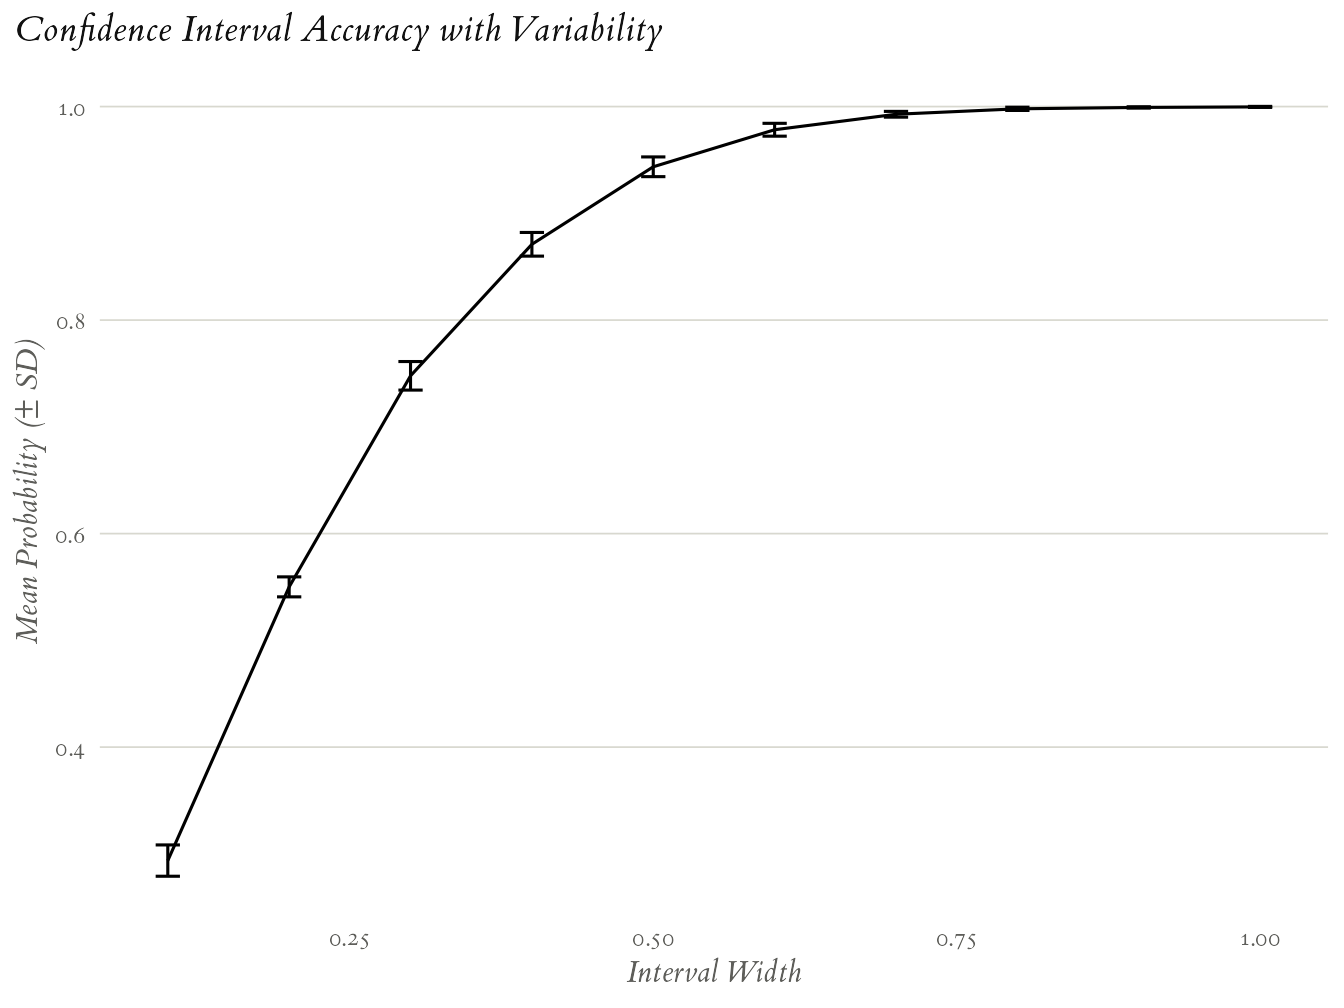 Confidence Interval Accuracy with Variability
1.0
0.8
0.6
0.4
Mean Probability (± SD)
0.25 0.50 0.75 1.00
Interval Width